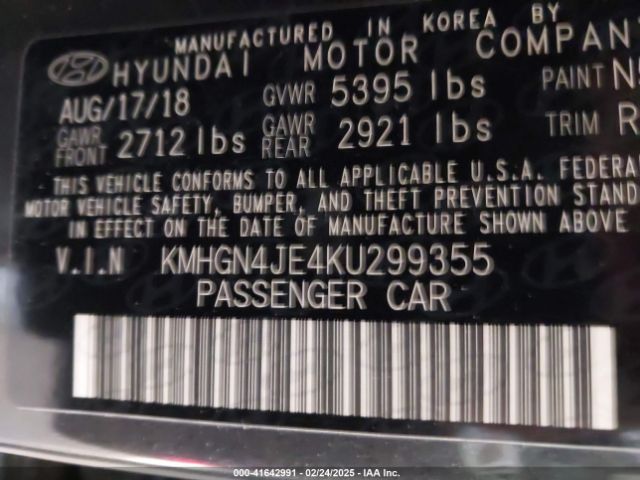 MANUFACTURED IN KOREA BY
HYUNDAI MOTOR COMPAN
AUG/17/18 GVWR 5395 lbs PAINT
GAWR FRONT 2712 lbs GAWR REAR 2921 lbs TRIM R
THIS VEHICLE CONFORMS TO ALL APPLICABLE U.S.A. FEDERA
MOTOR VEHICLE SAFETY, BUMPER, AND THEFT PREVENTION STAND
IN EFFECT ON THE DATE OF MANUFACTURE SHOWN ABOVE
V.I.N KMHGN4JE4KU299355
PASSENGER CAR
000-41642991 - 02/24/2025 - IAA Inc.